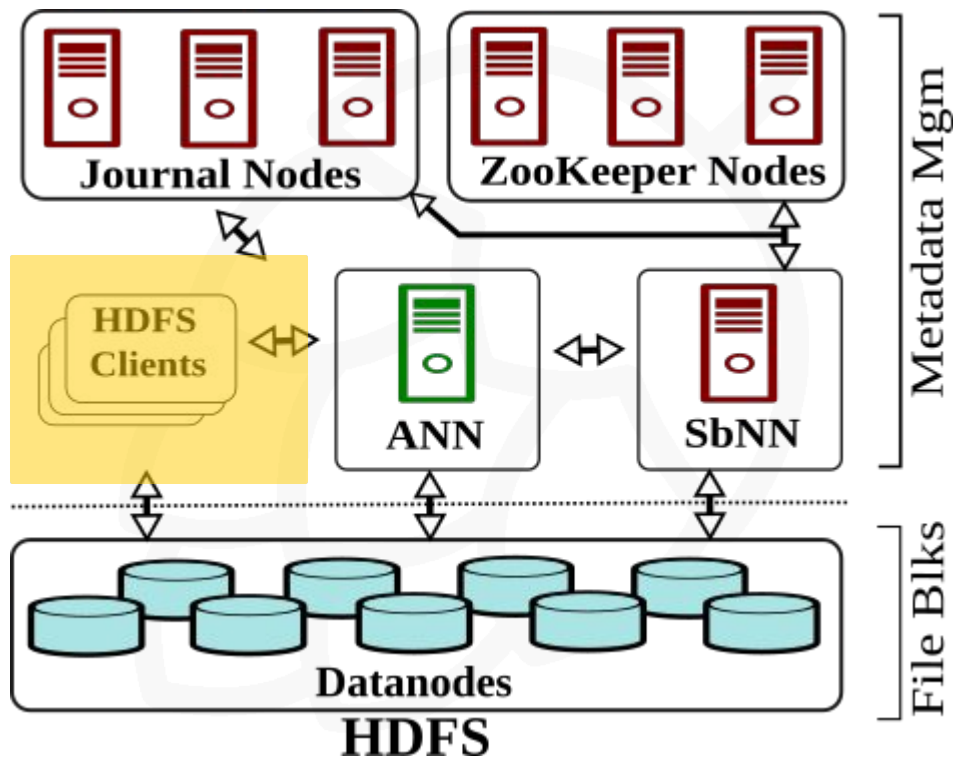 Journal Nodes
ZooKeeper Nodes
Metadata Mgm
HDFS
Clients
ANN
SbNN
File Blks
Datanodes
HDFS